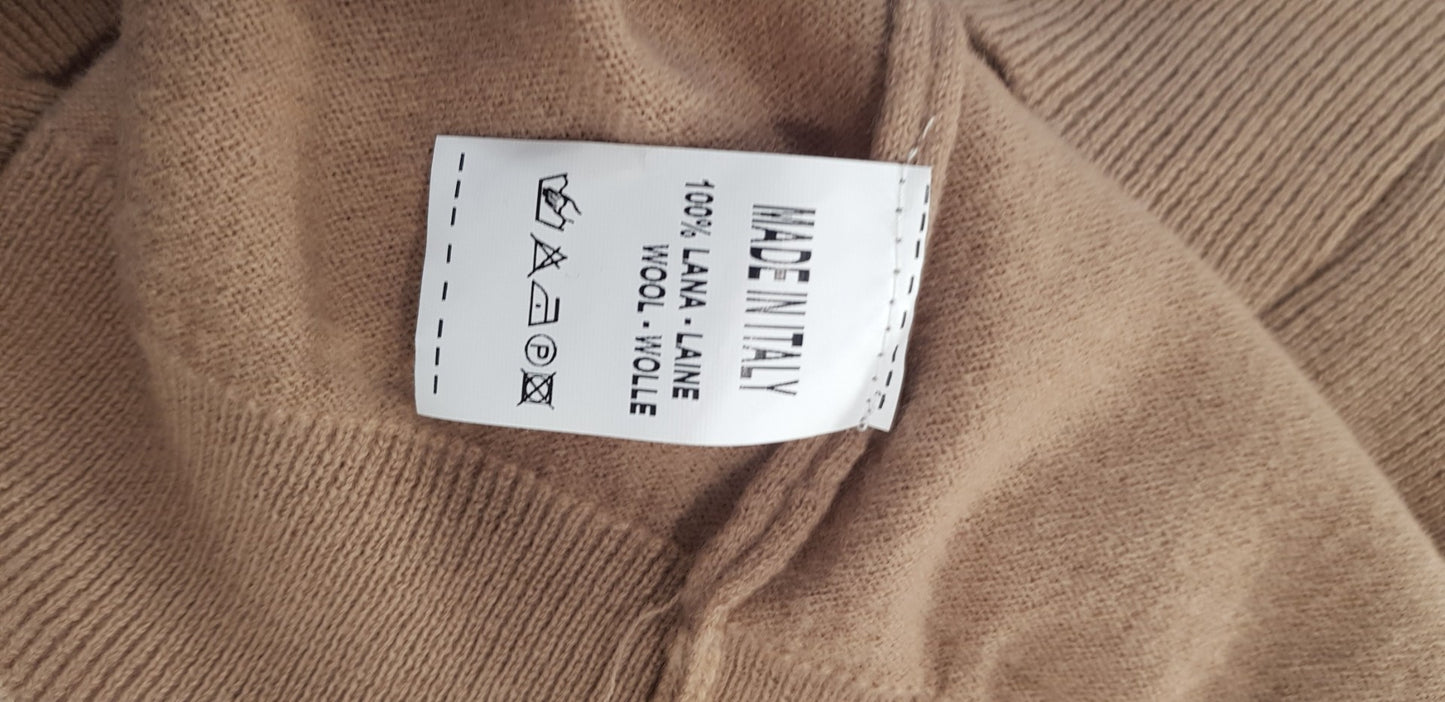 MADE IN ITALY
100% LANA - LAINE
WOOL - WOLLE
P